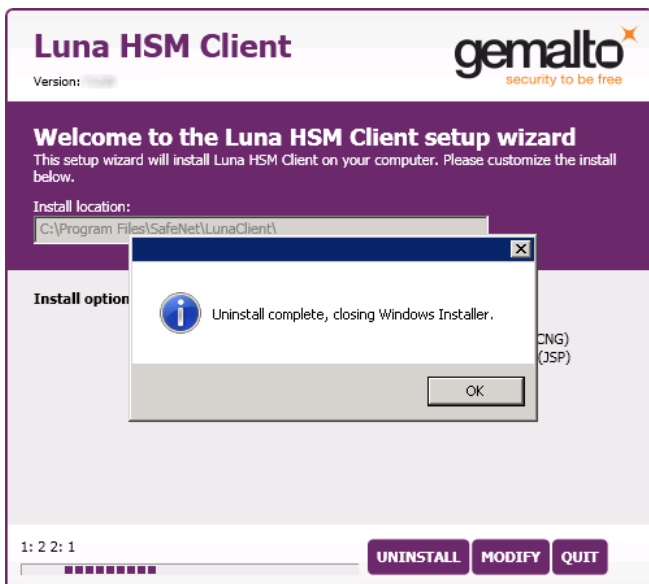 Luna HSM Client
gemalto
security to be free
Version:
Welcome to the Luna HSM Client setup wizard
This setup wizard will install Luna HSM Client on your computer. Please customize the install
below.
Install location:
C:\Program Files\SafeNet\LunaClient\
Install option
Uninstall complete, closing Windows Installer.
CNG)
(JSP)
OK
1: 2 2: 1
UNINSTALL MODIFY QUIT